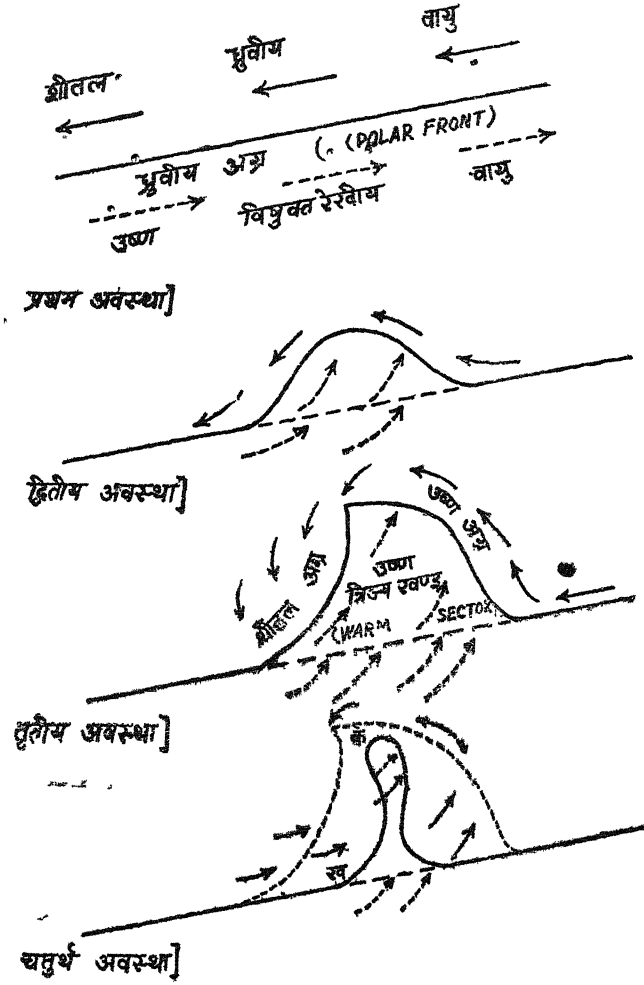 वायु
ध्रुवीय
शीतल
ध्रुवीय अग्र (POLAR FRONT)
उष्ण विषुवत रेखीय वायु
प्रथम अवस्था]
द्वितीय अवस्था]
उष्ण अग्र
शीतल अग्र
उष्ण
त्रिज्य खण्ड
(WARM SECTOR)
तृतीय अवस्था]
क
ख
चतुर्थ अवस्था]